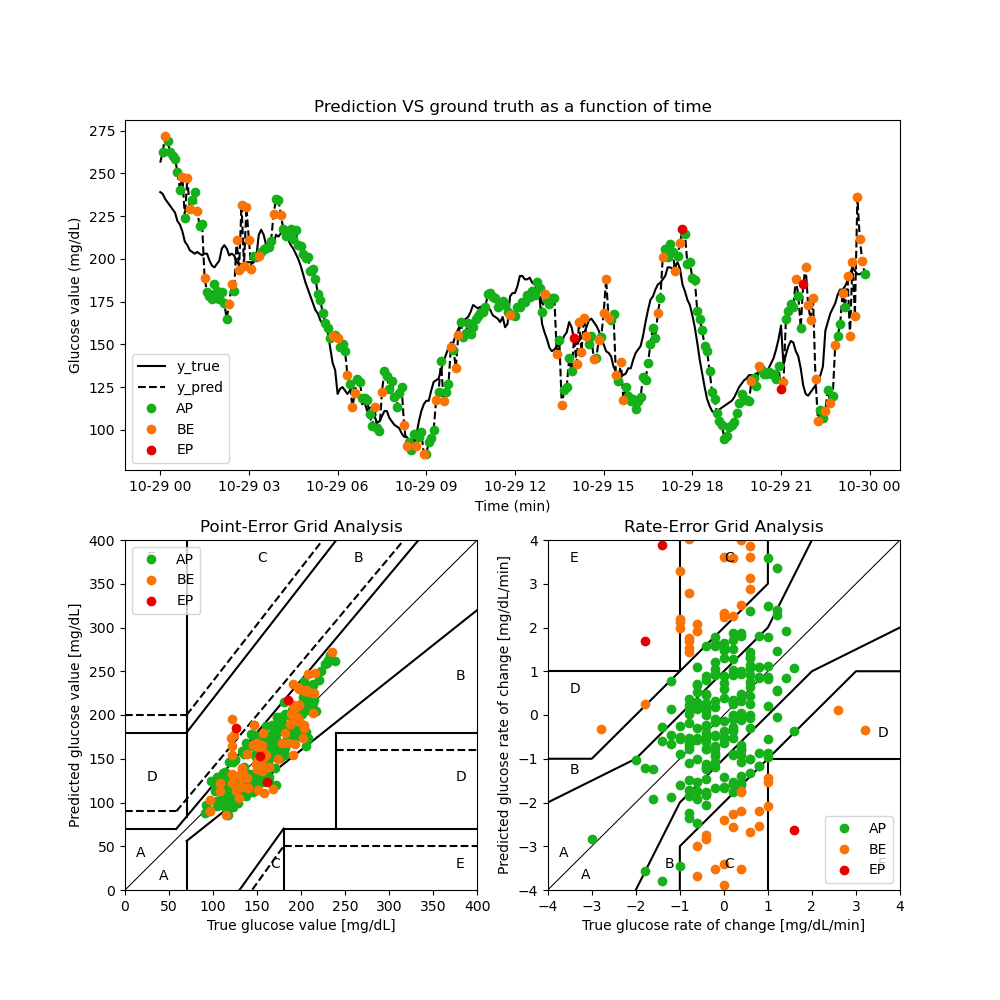 Prediction VS ground truth as a function of time
Glucose value (mg/dL)
275
250
225
200
175
150
125
100
y_true
y_pred
AP
BE
EP
10-29 00 10-29 03 10-29 06 10-29 09 10-29 12 10-29 15 10-29 18 10-29 21 10-30 00
Time (min)
Point-Error Grid Analysis
Predicted glucose value [mg/dL]
400
350
300
250
200
150
100
50
0
AP
BE
EP
C B
B
D D
A
A
C
E
0 50 100 150 200 250 300 350 400
True glucose value [mg/dL]
Rate-Error Grid Analysis
Predicted glucose rate of change [mg/dL/min]
4
3
2
1
0
−1
−2
−3
−4
E C
D
D
B
A
A
B C
AP
BE
EP
−4 −3 −2 −1 0 1 2 3 4
True glucose rate of change [mg/dL/min]